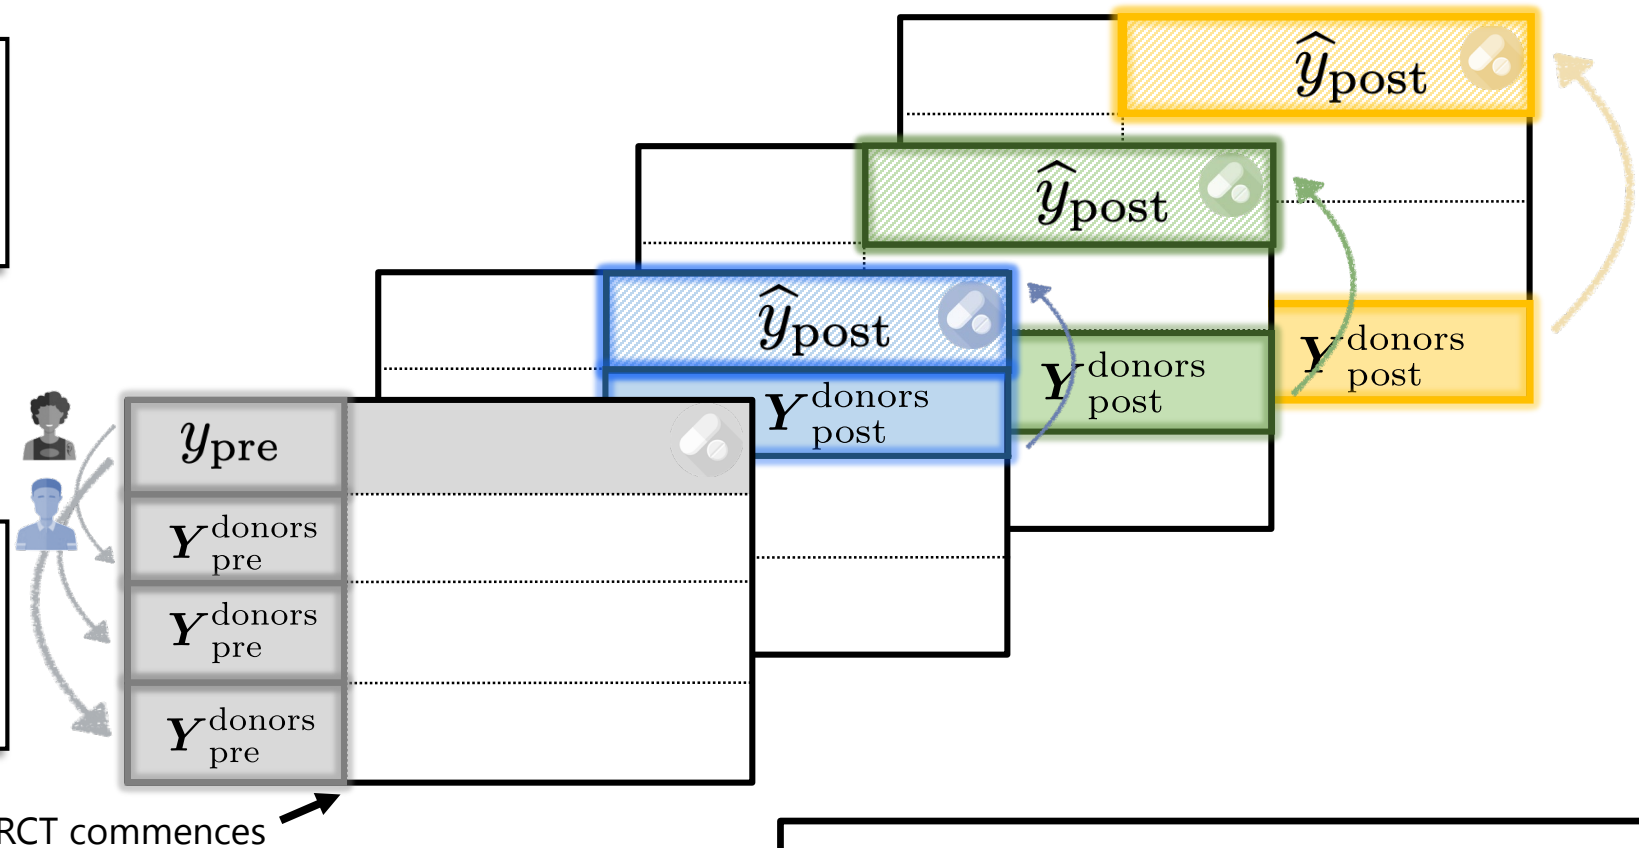 ŷpost
ŷpost
ŷpost
Y donors post
Y donors post
Y donors post
ypre
Y donors pre
Y donors pre
Y donors pre
RCT commences